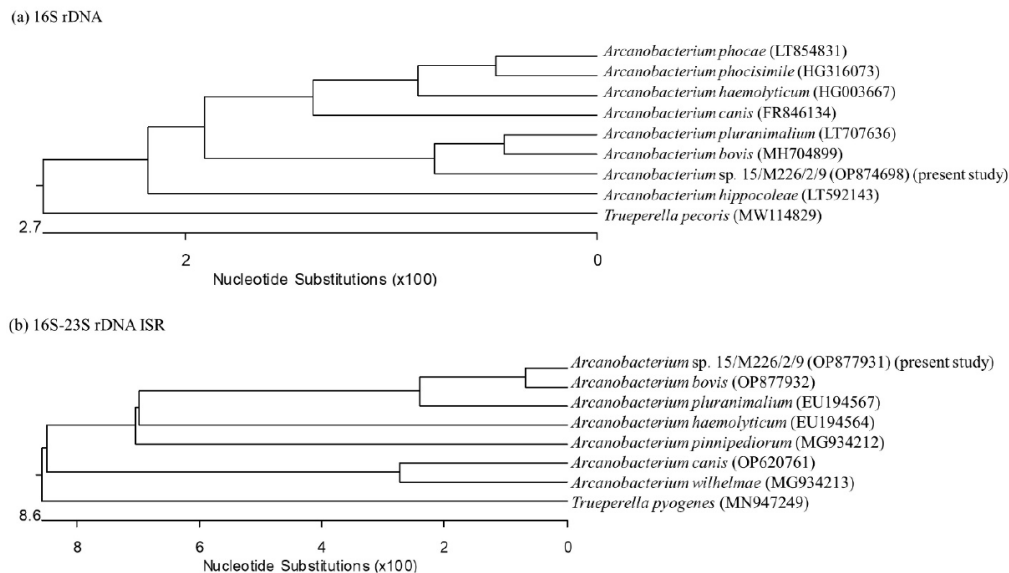 (a) 16S rDNA
Arcanobacterium phocae (LT854831)
Arcanobacterium phocisimile (HG316073)
Arcanobacterium haemolyticum (HG003667)
Arcanobacterium canis (FR846134)
Arcanobacterium pluranimalium (LT707636)
Arcanobacterium bovis (MH704899)
Arcanobacterium sp. 15/M226/2/9 (OP874698) (present study)
Arcanobacterium hippocoleae (LT592143)
Trueperella pecoris (MW114829)
2.7
2 0
Nucleotide Substitutions (x100)
(b) 16S-23S rDNA ISR
Arcanobacterium sp. 15/M226/2/9 (OP877931) (present study)
Arcanobacterium bovis (OP877932)
Arcanobacterium pluranimalium (EU194567)
Arcanobacterium haemolyticum (EU194564)
Arcanobacterium pinnipediorum (MG934212)
Arcanobacterium canis (OP620761)
Arcanobacterium wilhelmae (MG934213)
Trueperella pyogenes (MN947249)
8.6
8 6 4 2 0
Nucleotide Substitutions (x100)